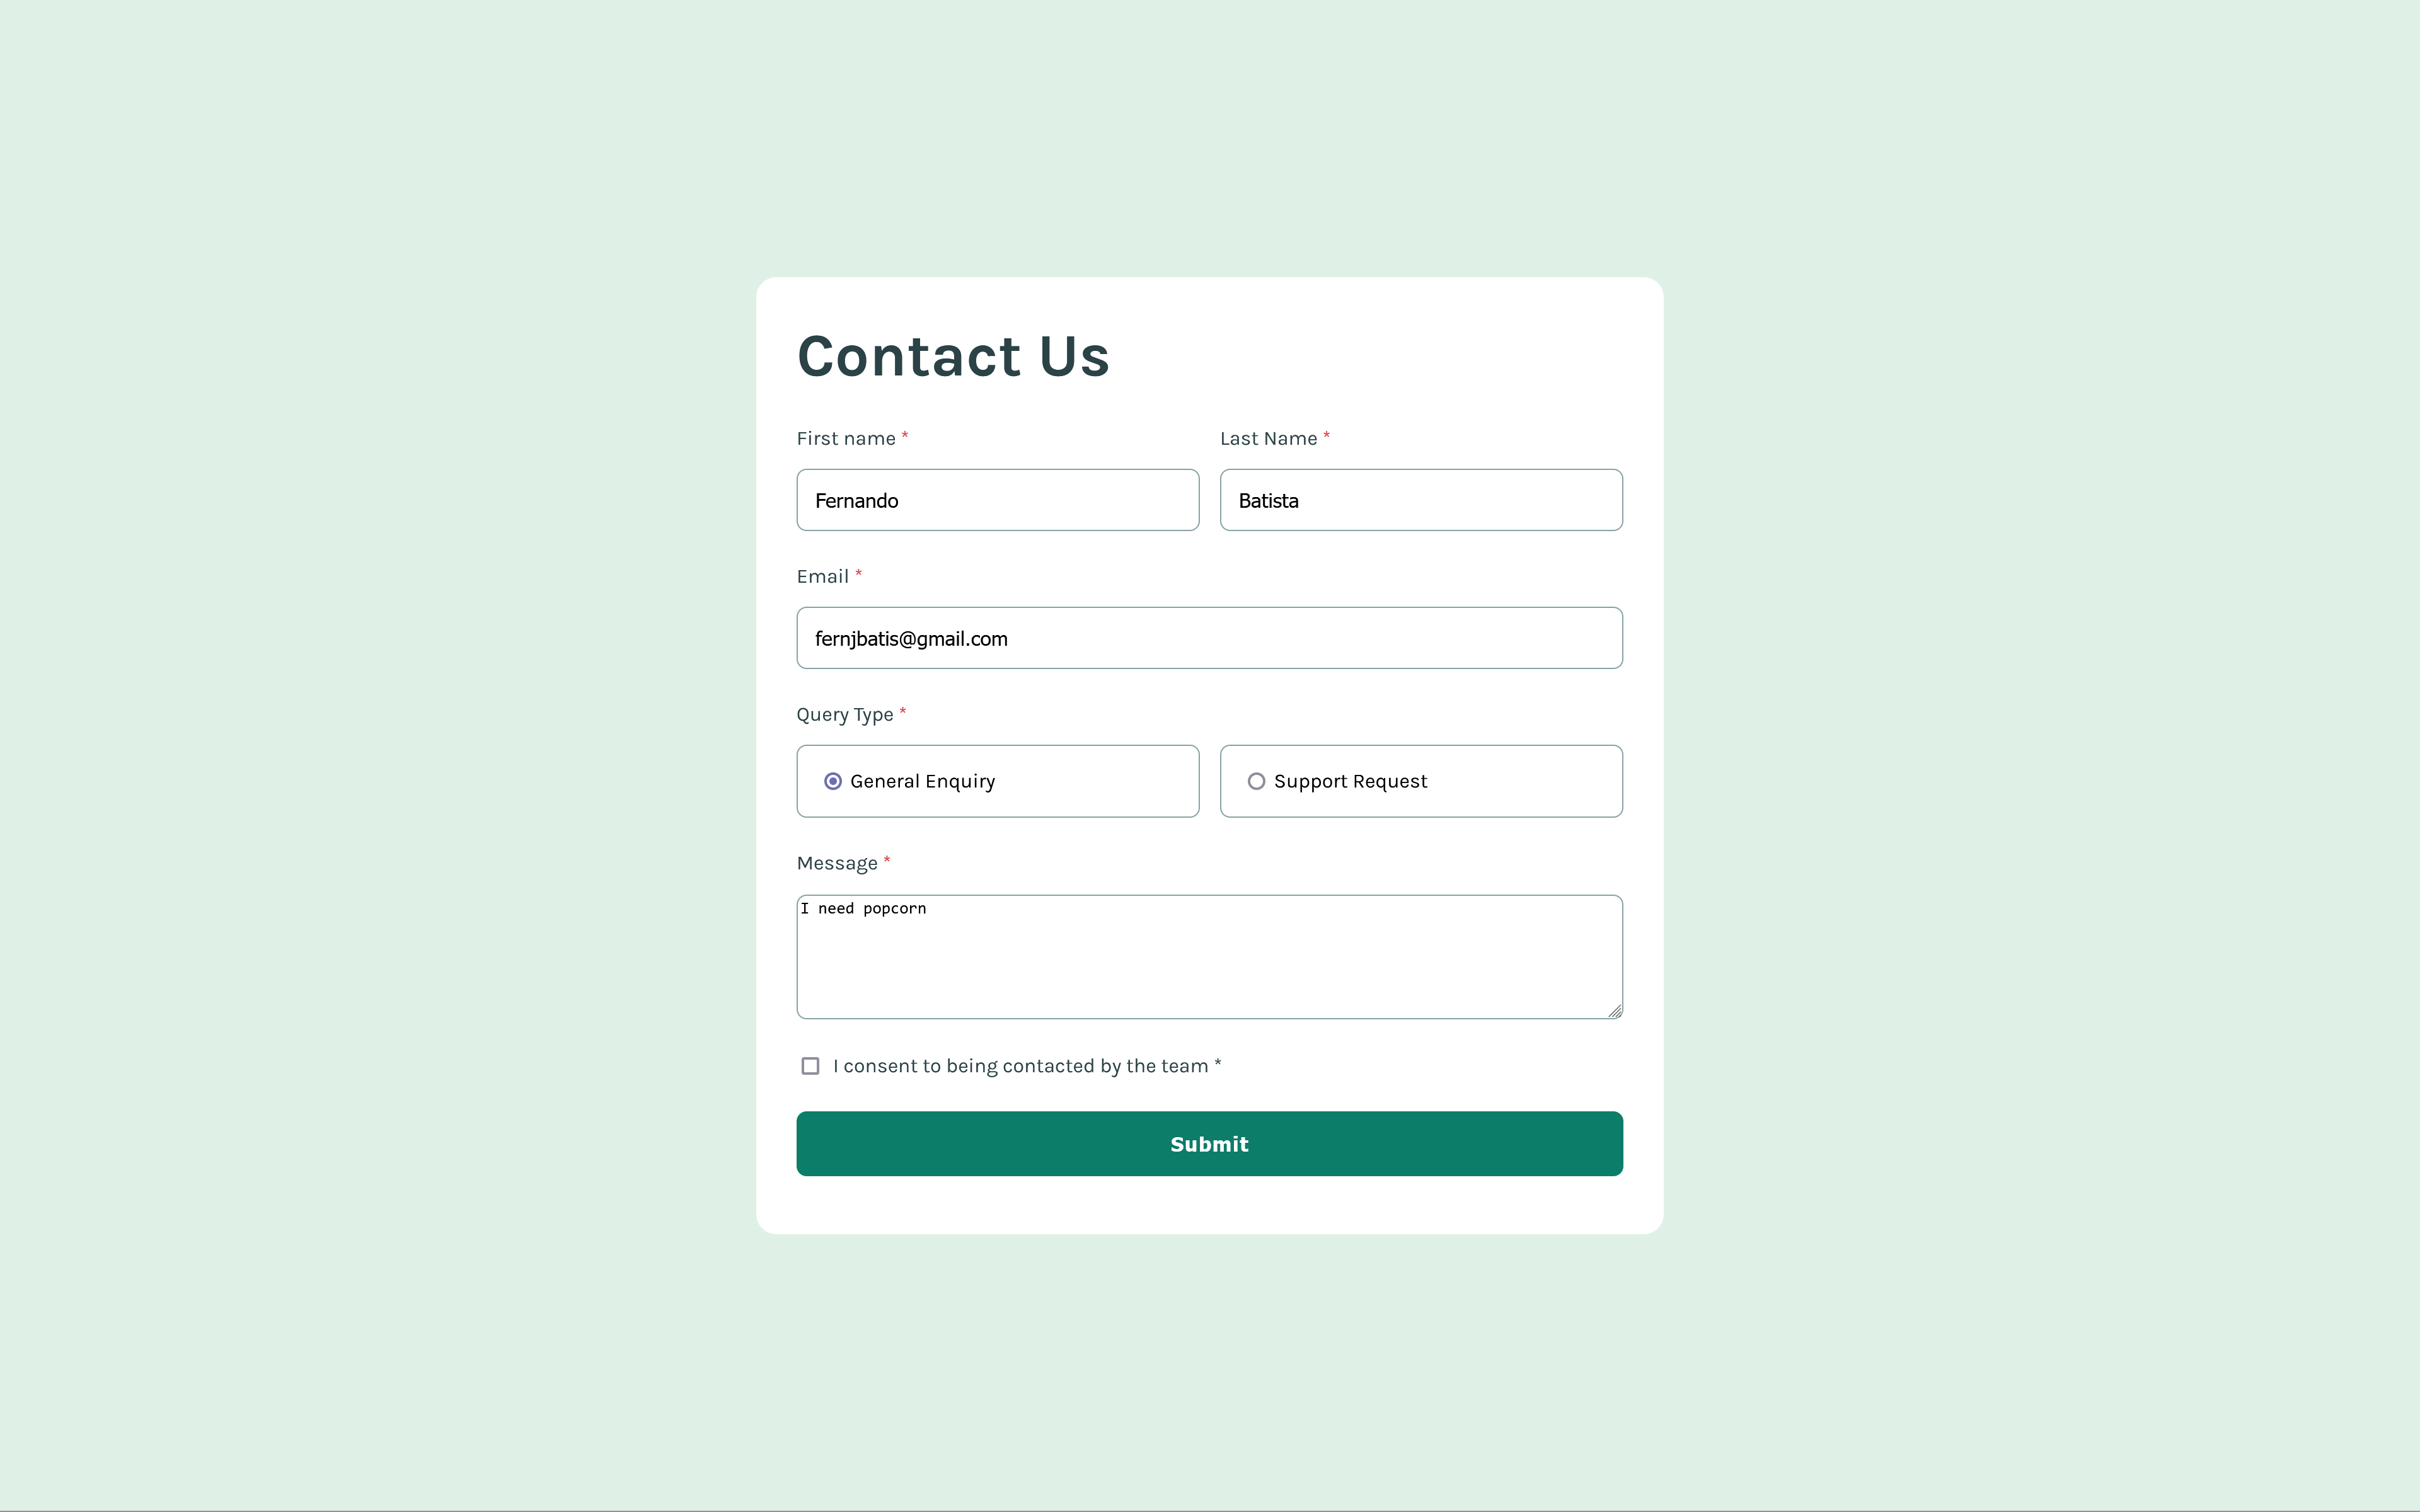 Contact Us
First name * Last Name *
Fernando Batista
Email *
fernjbatis@gmail.com
Query Type *
General Enquiry Support Request
Message *
I need popcorn
I consent to being contacted by the team *
Submit